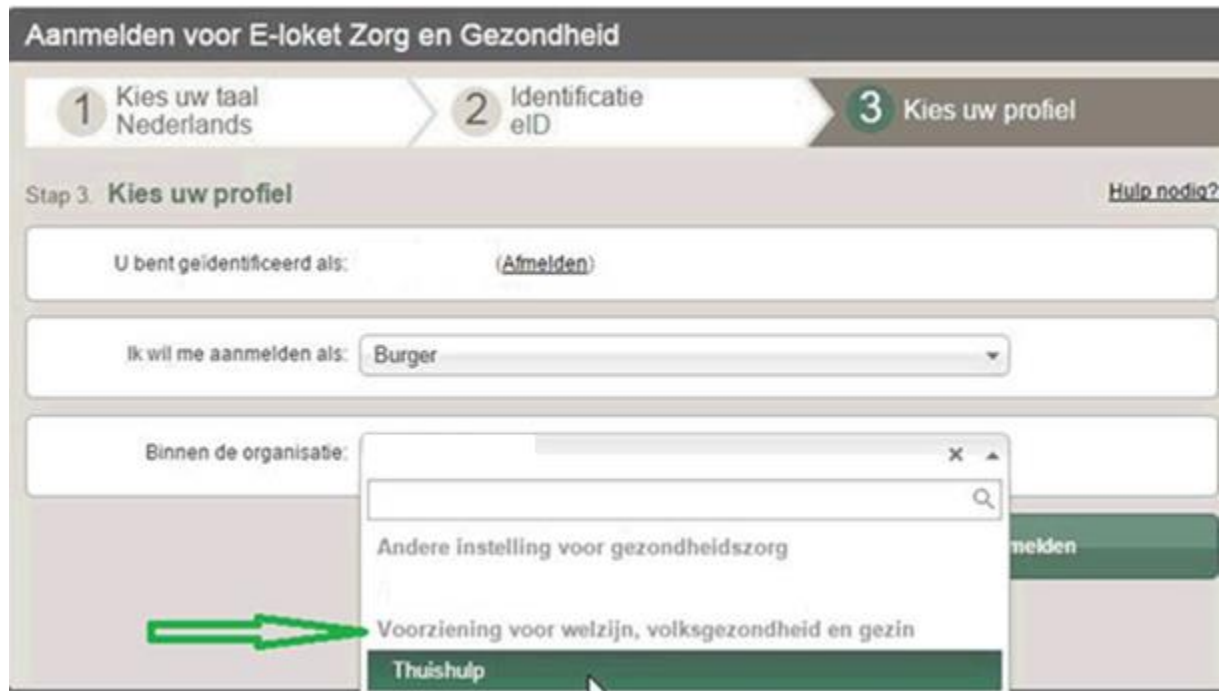 Aanmelden voor E-loket Zorg en Gezondheid
1 Kies uw taal
Nederlands
2 Identificatie
eID
3 Kies uw profiel
Stap 3. Kies uw profiel
Hulp nodig?
U bent geïdentificeerd als: (Afmelden)
Ik wil me aanmelden als: Burger
Binnen de organisatie:
Andere instelling voor gezondheidszorg
melden
Voorziening voor welzijn, volksgezondheid en gezin
Thuishulp